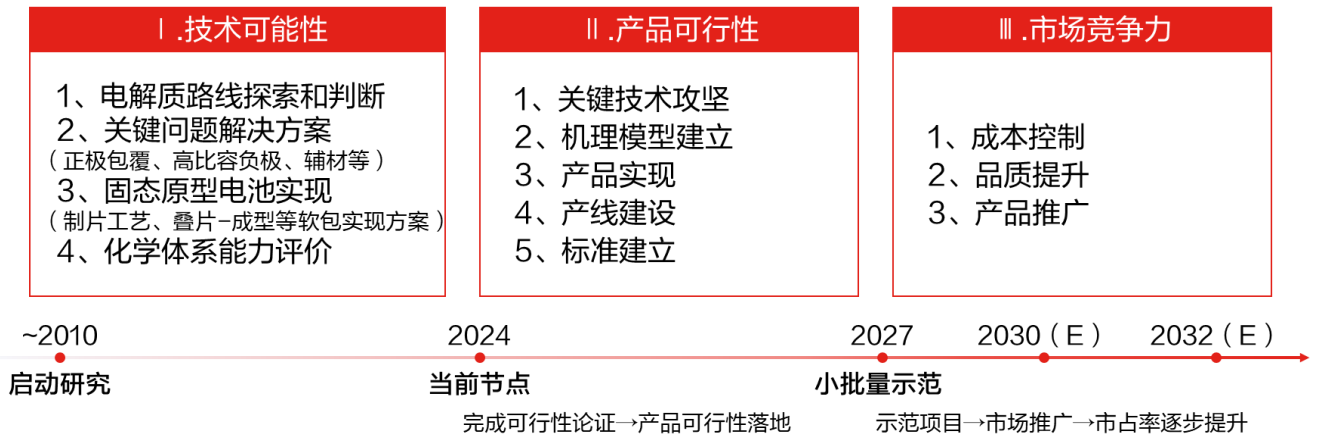 Ⅰ.技术可能性
1、电解质路线探索和判断
2、关键问题解决方案
（正极包覆、高比容负极、辅材等）
3、固态原型电池实现
（制片工艺、叠片-成型等软包实现方案）
4、化学体系能力评价
Ⅱ.产品可行性
1、关键技术攻坚
2、机理模型建立
3、产品实现
4、产线建设
5、标准建立
Ⅲ.市场竞争力
1、成本控制
2、品质提升
3、产品推广
~2010
2024
2027
2030（E）
2032（E）
启动研究
当前节点
小批量示范
完成可行性论证→产品可行性落地
示范项目→市场推广→市占率逐步提升